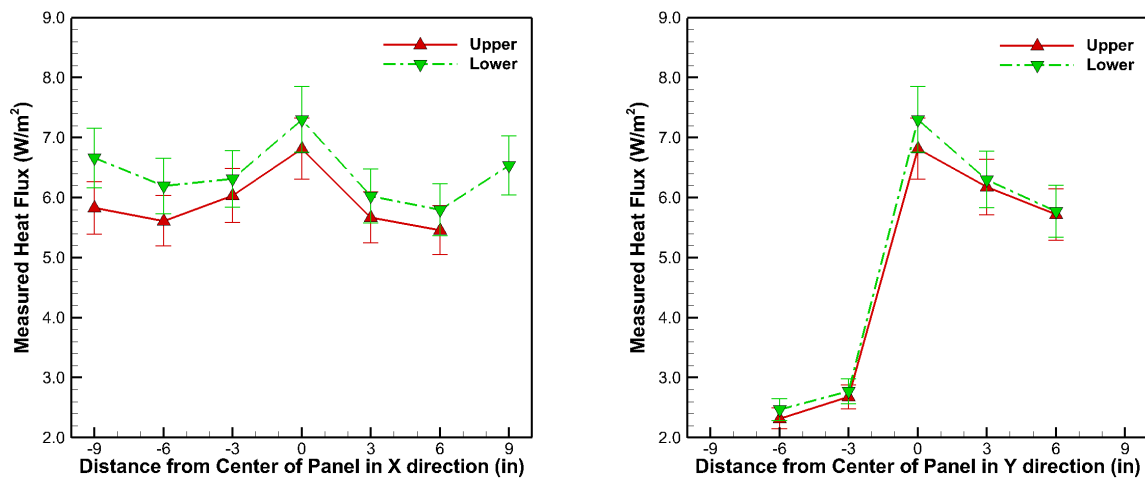 Measured Heat Flux (W/m²)
9.0
8.0
7.0
6.0
5.0
4.0
3.0
2.0
Upper
Lower
-9 -6 -3 0 3 6 9
Distance from Center of Panel in X direction (in)
Measured Heat Flux (W/m²)
9.0
8.0
7.0
6.0
5.0
4.0
3.0
2.0
Upper
Lower
-9 -6 -3 0 3 6 9
Distance from Center of Panel in Y direction (in)